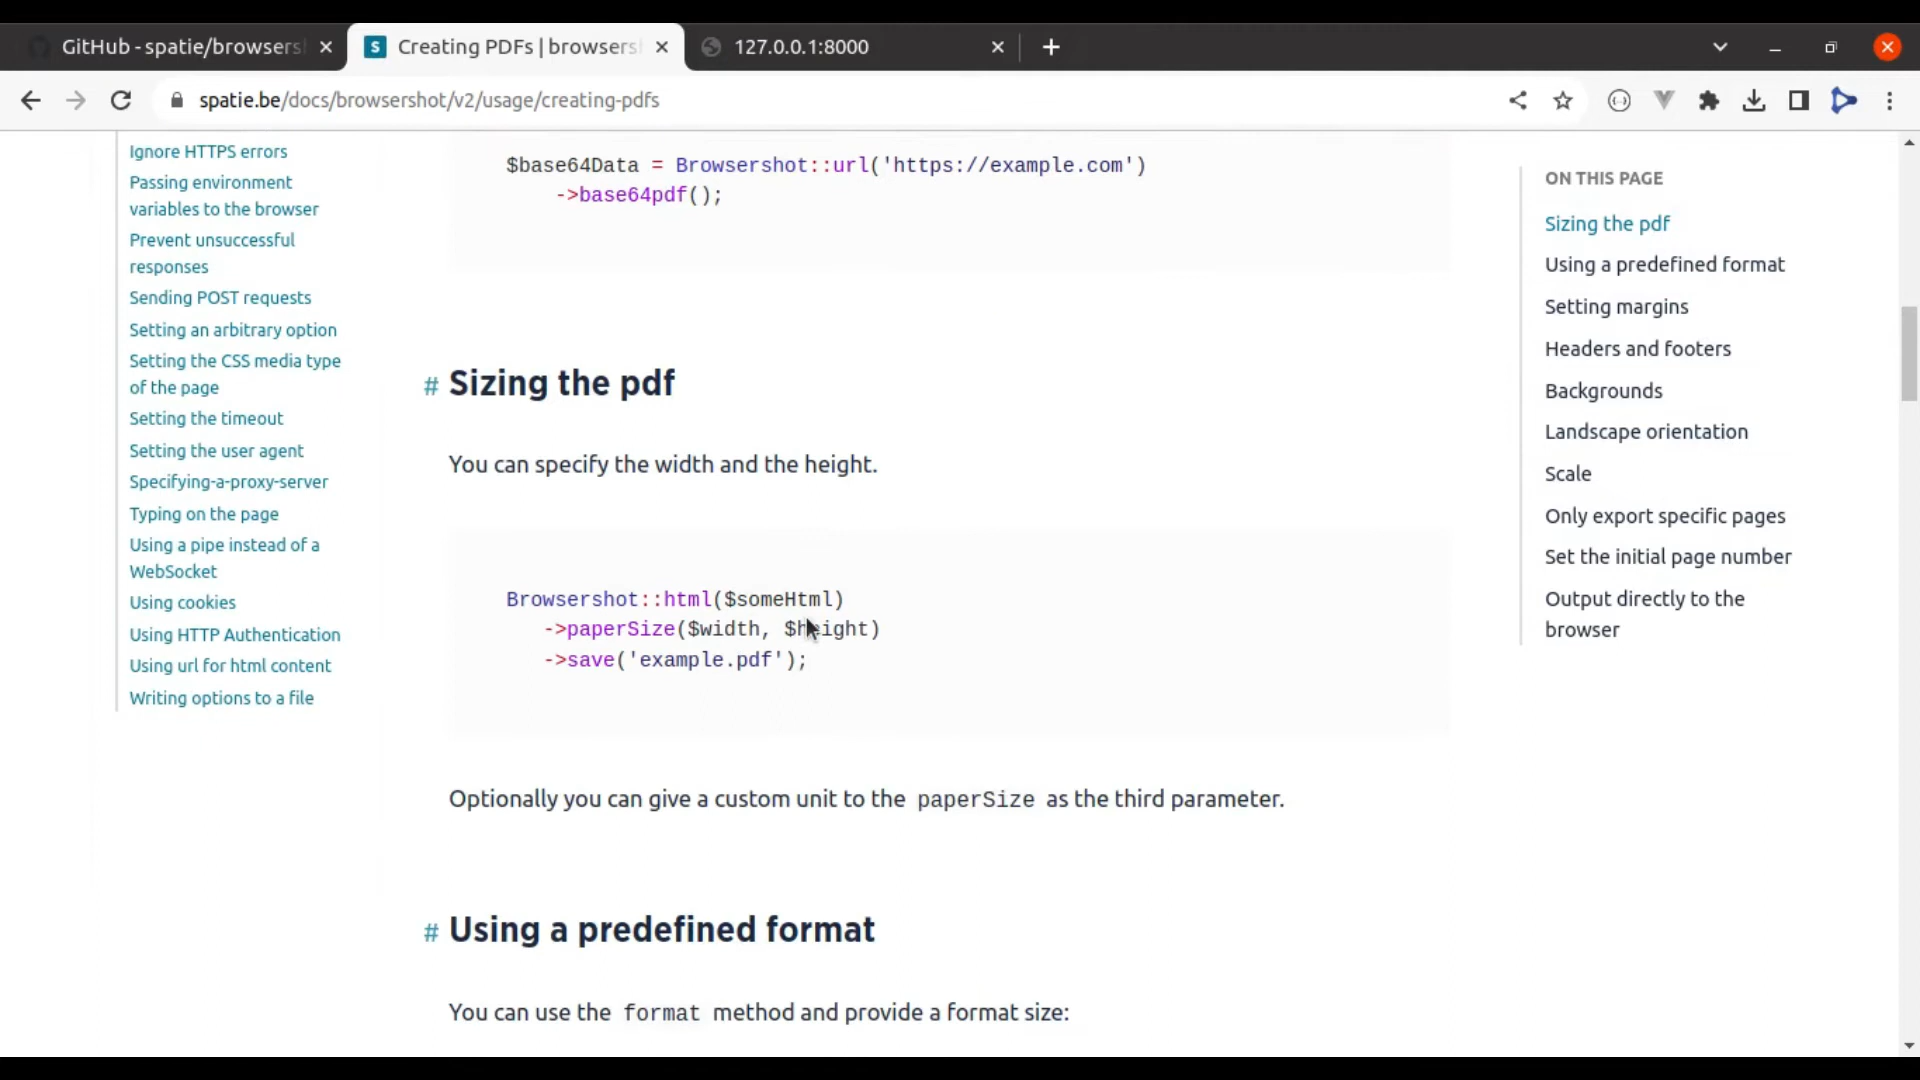 GitHub - spatie/browsers
Creating PDFs | browsers
127.0.0.1:8000
spatie.be/docs/browsershot/v2/usage/creating-pdfs
Ignore HTTPS errors
Passing environment
variables to the browser
Prevent unsuccessful
responses
Sending POST requests
Setting an arbitrary option
Setting the CSS media type
of the page
Setting the timeout
Setting the user agent
Specifying-a-proxy-server
Typing on the page
Using a pipe instead of a
WebSocket
Using cookies
Using HTTP Authentication
Using url for html content
Writing options to a file
$base64Data = Browsershot::url('https://example.com')
->base64pdf();
# Sizing the pdf
You can specify the width and the height.
Browsershot::html($someHtml)
->paperSize($width, $height)
->save('example.pdf');
Optionally you can give a custom unit to the paperSize as the third parameter.
# Using a predefined format
You can use the format method and provide a format size:
ON THIS PAGE
Sizing the pdf
Using a predefined format
Setting margins
Headers and footers
Backgrounds
Landscape orientation
Scale
Only export specific pages
Set the initial page number
Output directly to the
browser